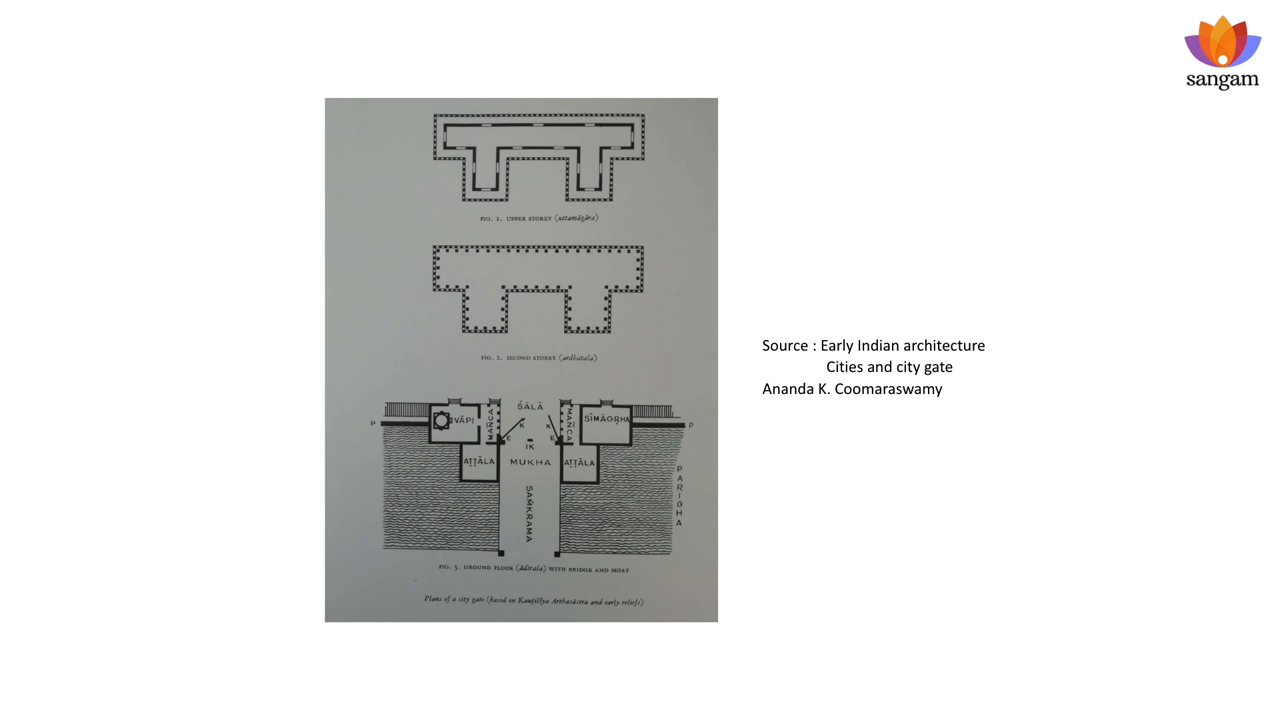 sangam
FIG. 1. UPPER STOREY (uttamāgāra)
FIG. 2. SECOND STOREY (ardhatala)
Source : Early Indian architecture
Cities and city gate
Ananda K. Coomaraswamy
ŚĀLĀ
VĀPI
MAÑCA
MAÑCA
SĪMĀGṚHA
P
K
K
P
E
E
IK
AṬṬĀLA
MUKHA
AṬṬĀLA
PARIGHA
SAṀKRAMA
FIG. 3. GROUND FLOOR (āditala) WITH BRIDGE AND MOAT
Plans of a city gate (based on Kauṭilīya Arthaśāstra and early reliefs)